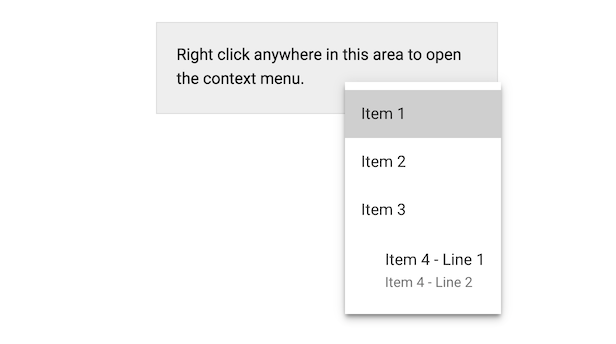 Right click anywhere in this area to open
the context menu.
Item 1
Item 2
Item 3
Item 4 - Line 1
Item 4 - Line 2